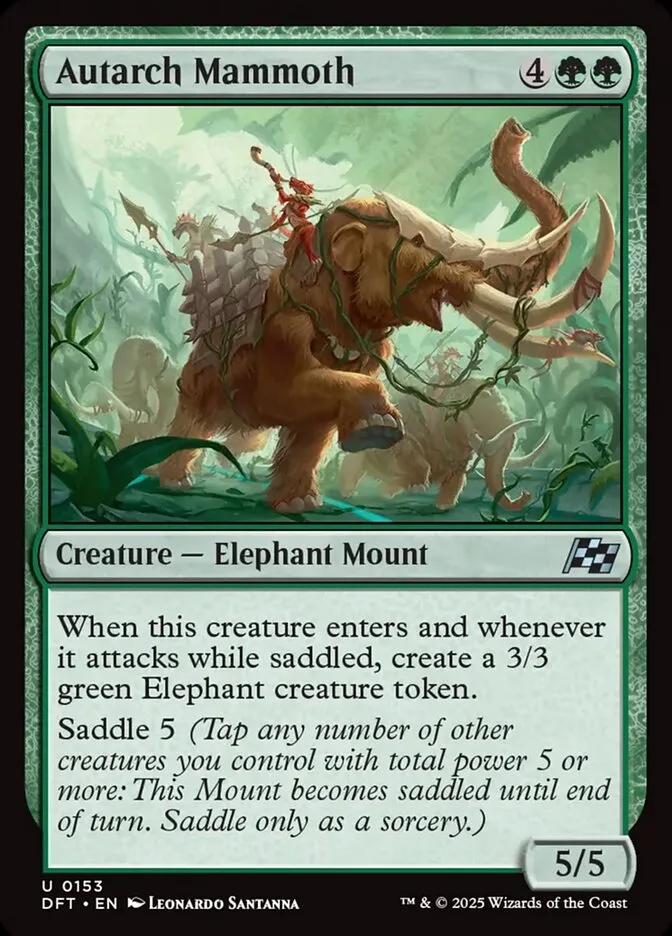 Autarch Mammoth 4
Creature — Elephant Mount
When this creature enters and whenever
it attacks while saddled, create a 3/3
green Elephant creature token.
Saddle 5 (Tap any number of other
creatures you control with total power 5 or
more: This Mount becomes saddled until end
of turn. Saddle only as a sorcery.)
5/5
U 0153
DFT • EN Leonardo Santanna
™ & © 2025 Wizards of the Coast